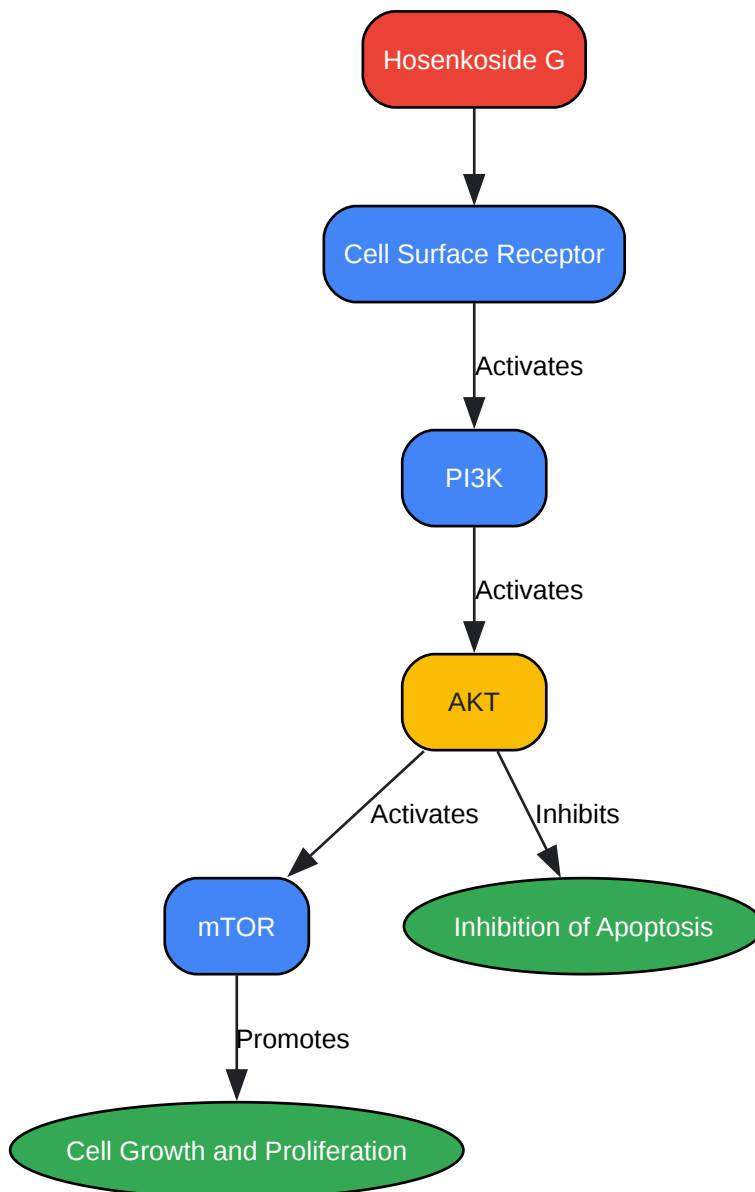 Hosenkoside G
Cell Surface Receptor
Activates
PI3K
Activates
AKT
Activates
Inhibits
mTOR
Inhibition of Apoptosis
Promotes
Cell Growth and Proliferation